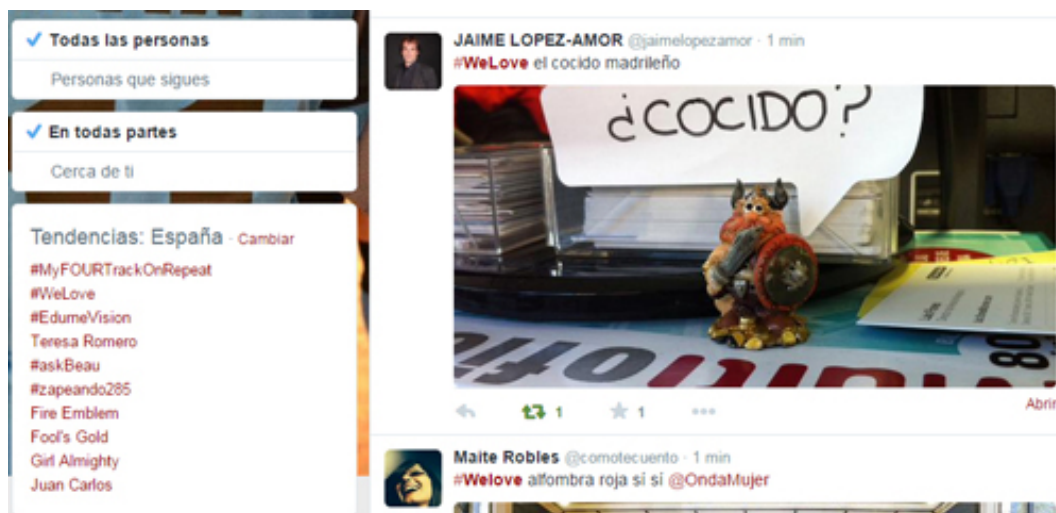 Todas las personas
Personas que sigues
En todas partes
Cerca de ti
Tendencias: España · Cambiar
#MyFOURTrackOnRepeat
#WeLove
#EdumeVision
Teresa Romero
#askBeau
#zapeando285
Fire Emblem
Fool's Gold
Girl Almighty
Juan Carlos
JAIME LOPEZ-AMOR @jaimelopezamor · 1 min
#WeLove el cocido madrileño
¿COCIDO?
1 1
Abrir
Maite Robles @comotecuento · 1 min
#Welove alfombra roja sí sí @OndaMujer